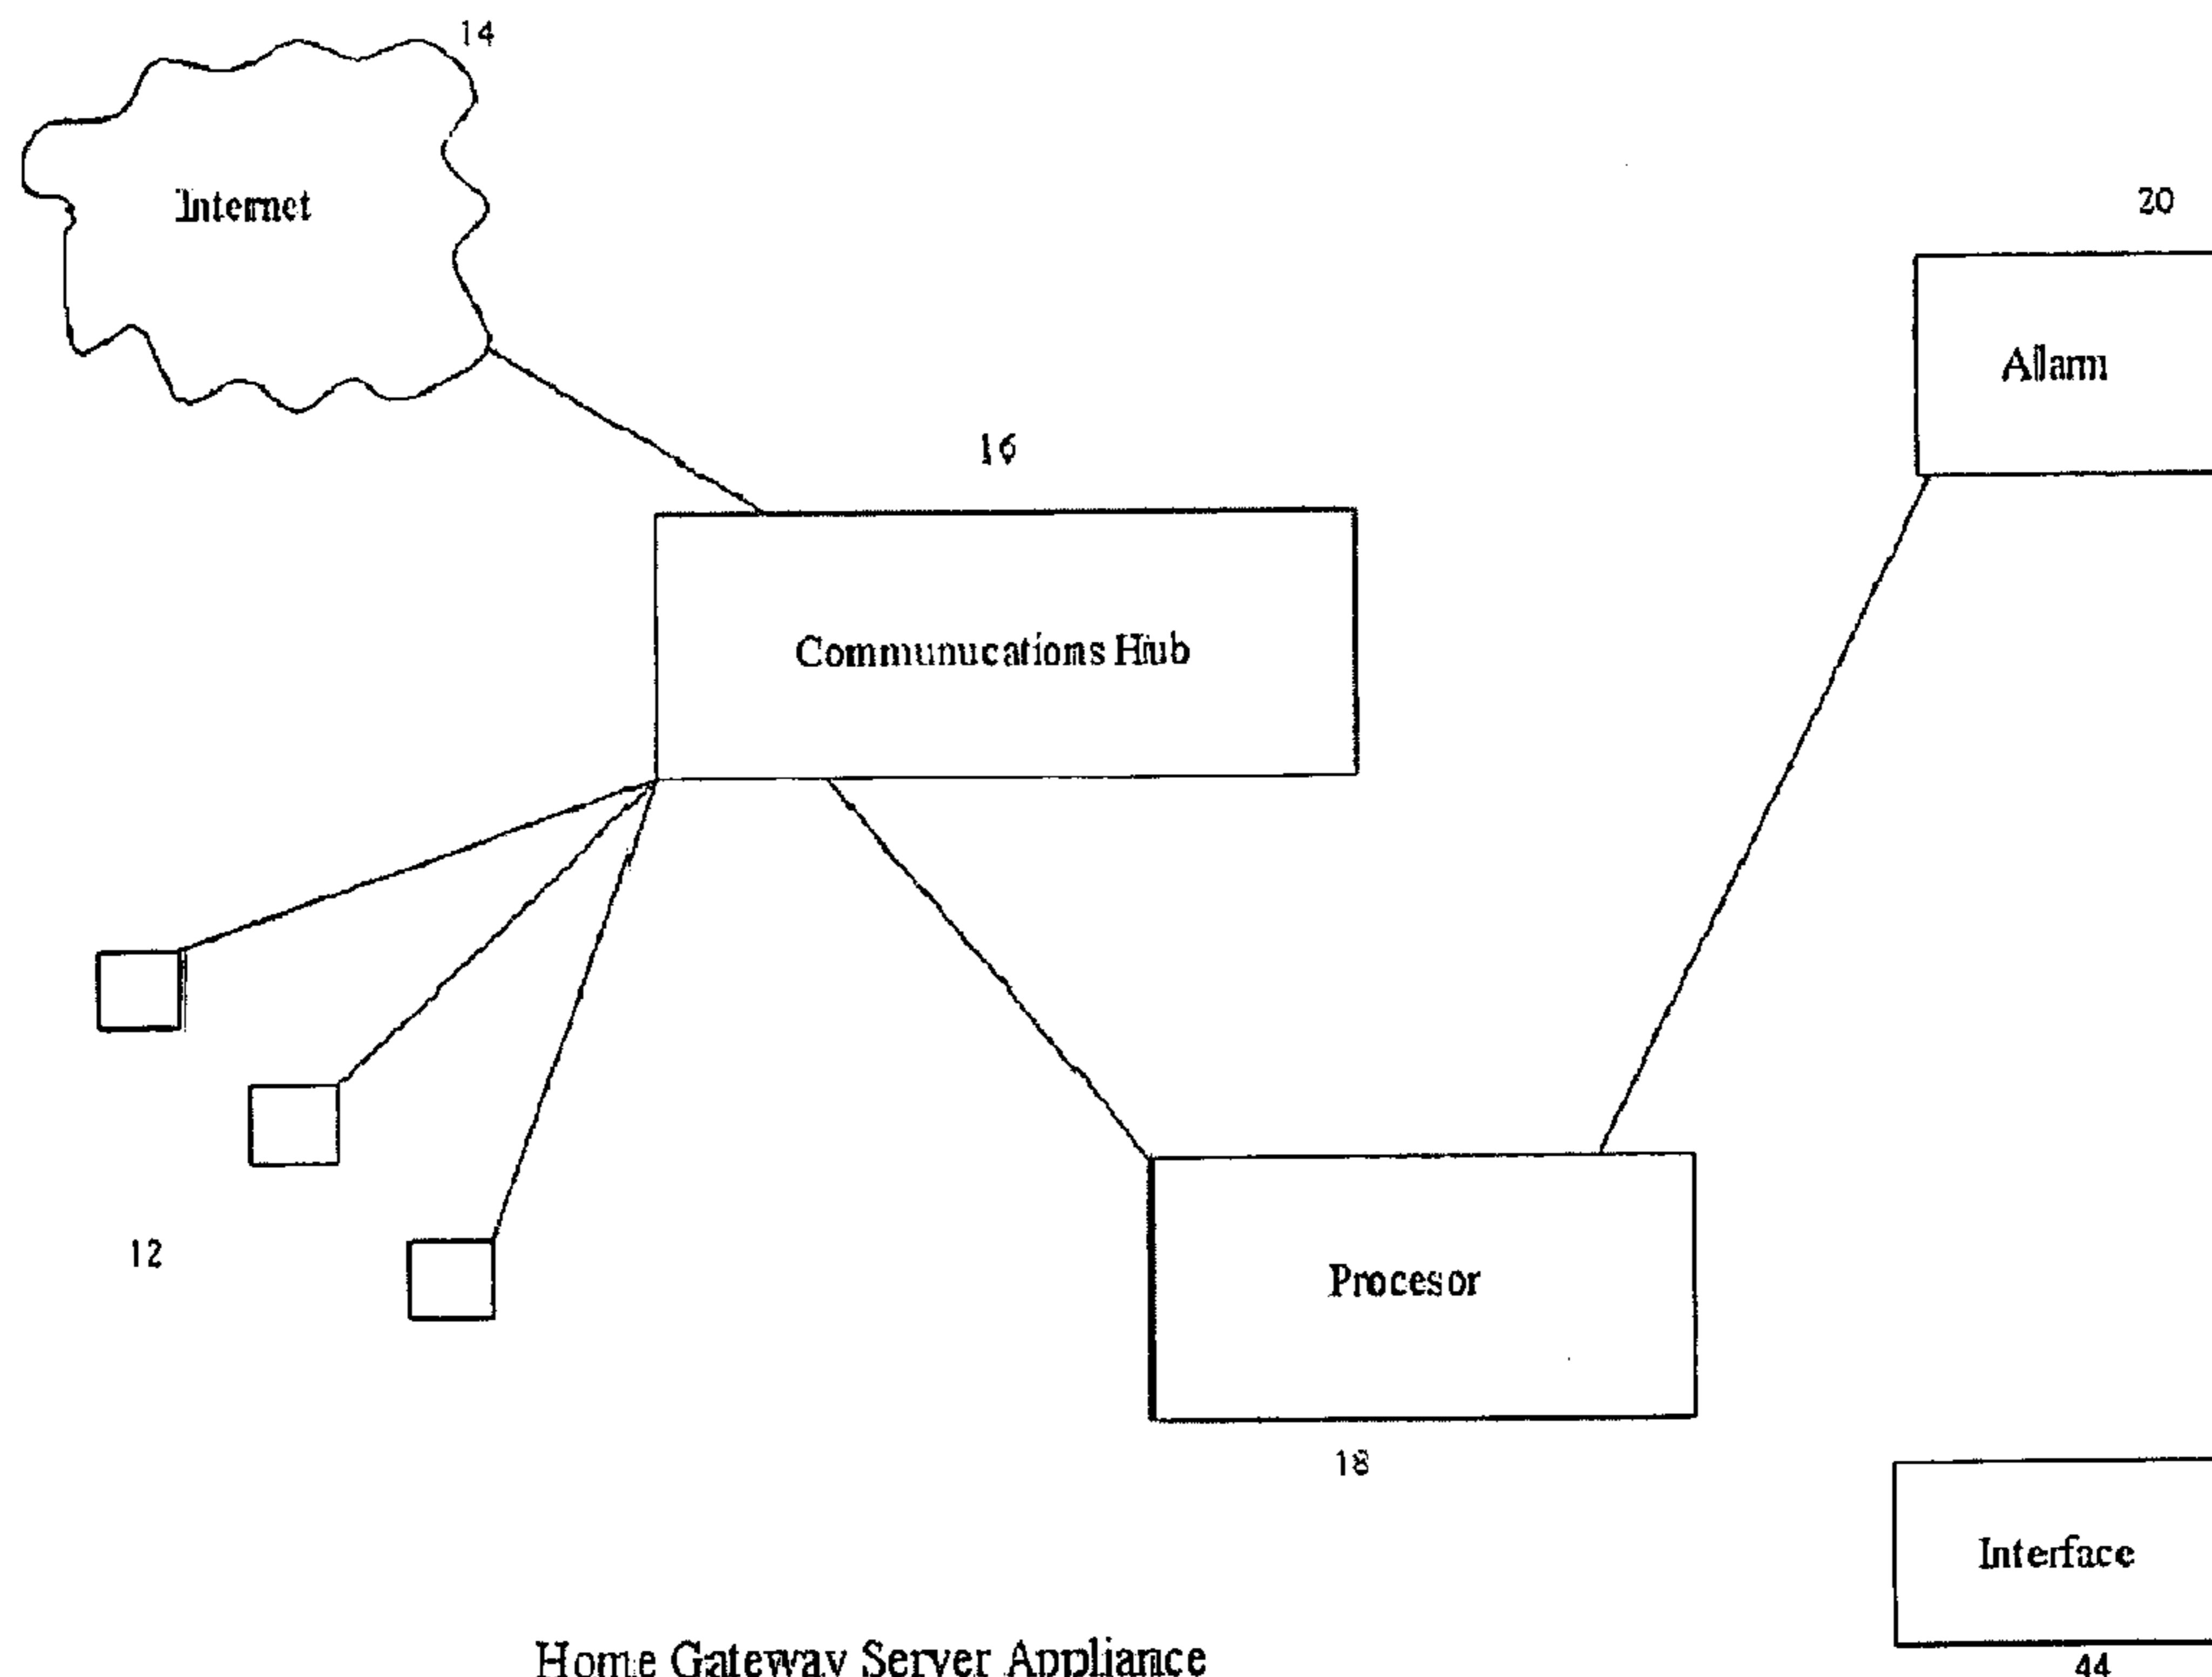 14
Internet
20
Allarm
16
Communucations Hub
12
Procesor
18
Interface
44
Home Gateway Server Appliance